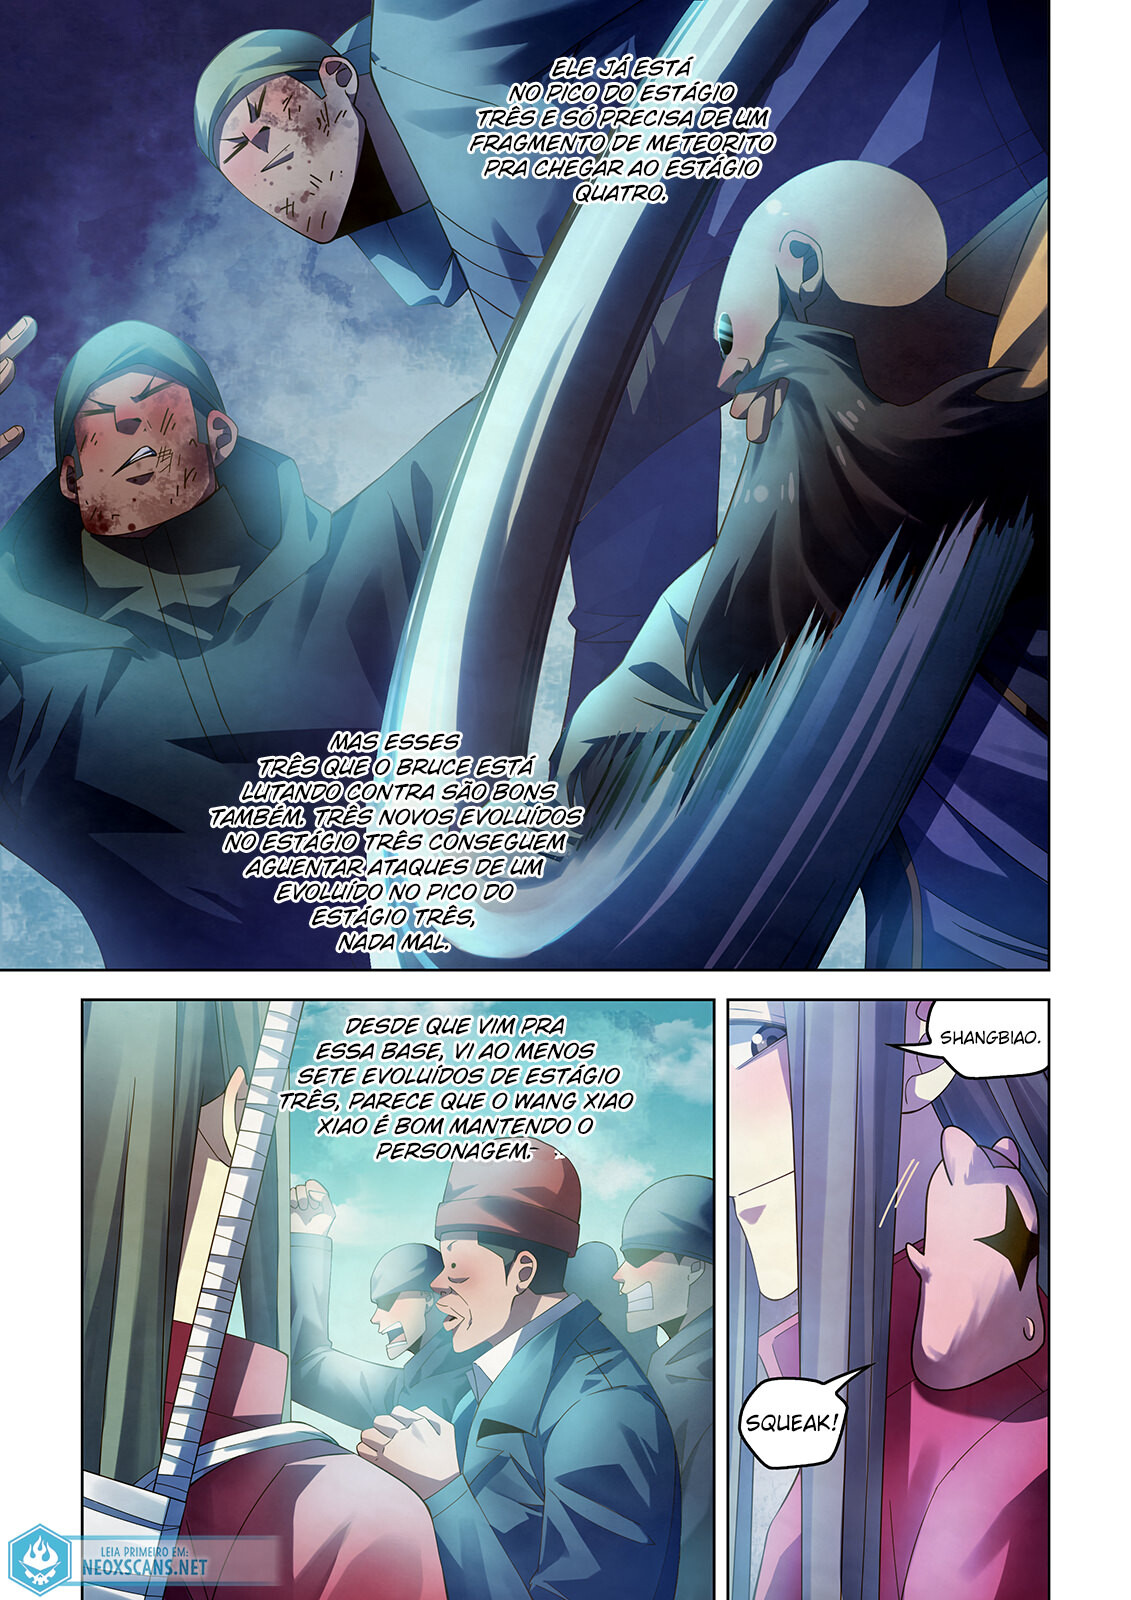 ELE JÁ ESTÁ
NO PICO DO ESTÁGIO
TRÊS E SÓ PRECISA DE UM
FRAGMENTO DE METEORITO
PRA CHEGAR AO ESTÁGIO
QUATRO.
MAS ESSES
TRÊS QUE O BRUCE ESTÁ
LUTANDO CONTRA SÃO BONS
TAMBÉM. TRÊS NOVOS EVOLUÍDOS
NO ESTÁGIO TRÊS CONSEGUEM
AGUENTAR ATAQUES DE UM
EVOLUÍDO NO PICO DO
ESTÁGIO TRÊS,
NADA MAL.
DESDE QUE VIM PRA
ESSA BASE, VI AO MENOS
SETE EVOLUÍDOS DE ESTÁGIO
TRÊS, PARECE QUE O WANG XIAO
XIAO É BOM MANTENDO O
PERSONAGEM.~
SHANGBIAO.
SQUEAK!
LEIA PRIMEIRO EM:
NEOXSCANS.NET